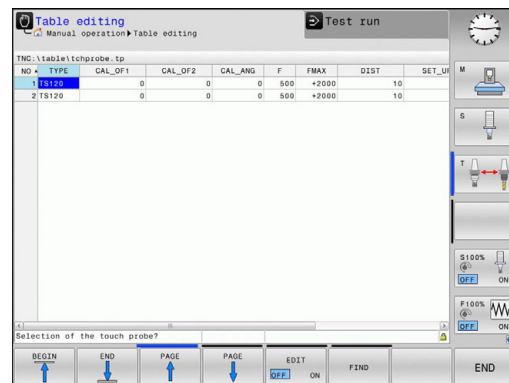 Table editing
Manual operation▶Table editing
Test run
TNC:\table\tchprobe.tp
NO TYPE CAL_OF1 CAL_OF2 CAL_ANG F FMAX DIST SET_U
1 TS120 0 0 0 500 +2000 10
2 TS120 0 0 0 500 +2000 10
Selection of the touch probe?
M
S
T
S100%
OFF ON
F100%
OFF ON
BEGIN
END
PAGE
PAGE
EDIT
OFF ON
FIND
END